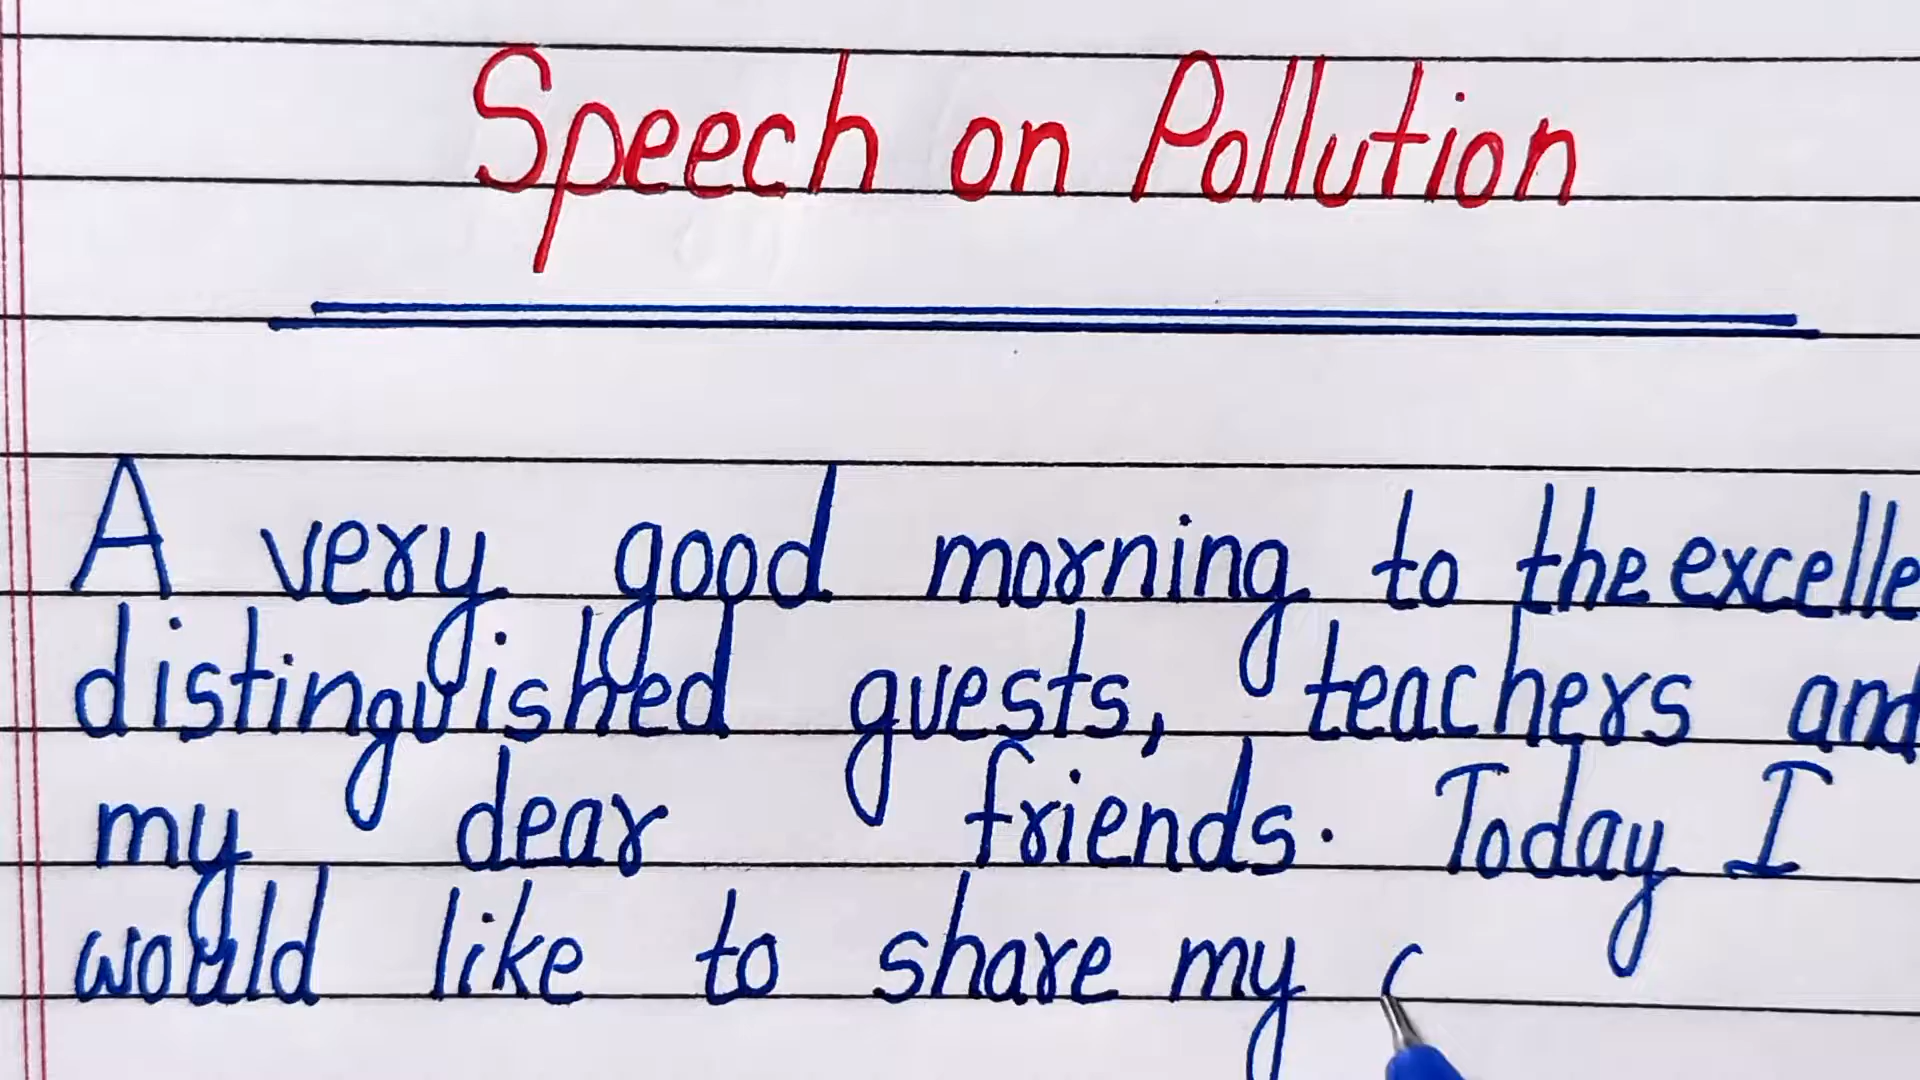 Speech on Pollution
A very good morning to the excelle
distinguished guests, teachers and
my dear friends. Today I
would like to share my